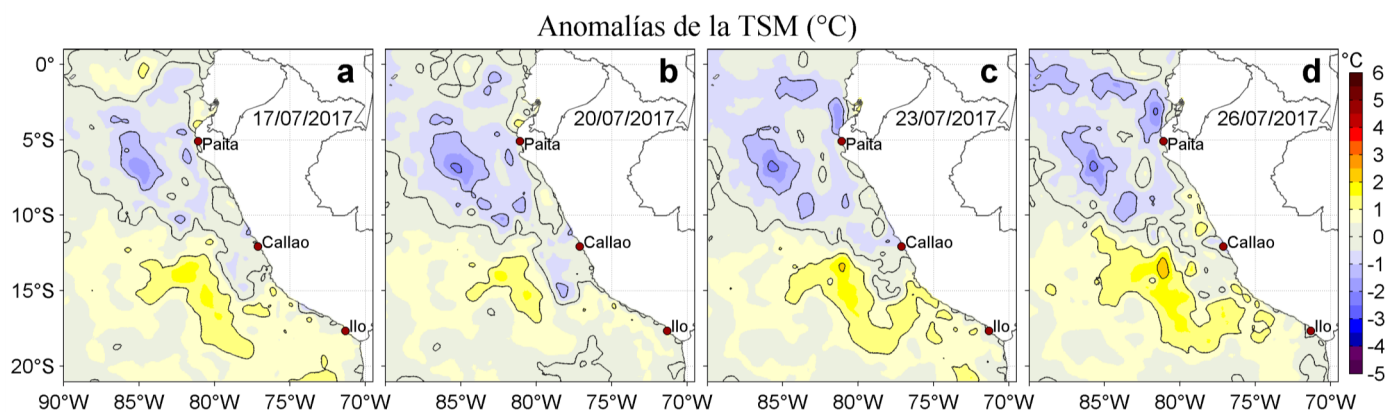 Anomalías de la TSM (°C)
a b c d °C
17/07/2017 20/07/2017 23/07/2017 26/07/2017
Paita Paita Paita Paita
Callao Callao Callao Callao
Ilo Ilo Ilo Ilo
0°
5°S
10°S
15°S
20°S
90°W 85°W 80°W 75°W 70°W 85°W 80°W 75°W 70°W 85°W 80°W 75°W 70°W 85°W 80°W 75°W 70°W
6
5
4
3
2
1
0
-1
-2
-3
-4
-5